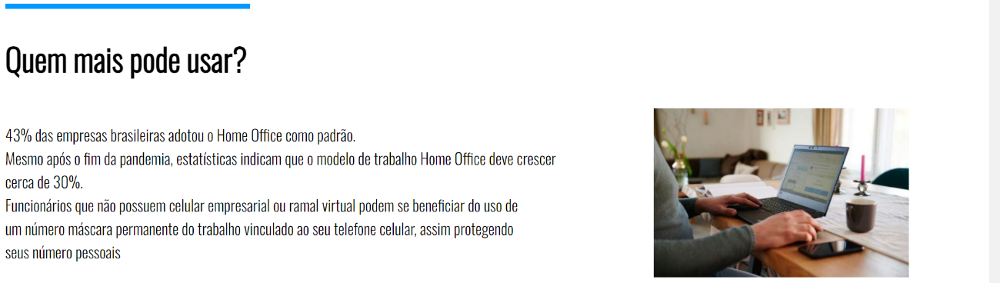 Quem mais pode usar?
43% das empresas brasileiras adotou o Home Office como padrão.
Mesmo após o fim da pandemia, estatísticas indicam que o modelo de trabalho Home Office deve crescer
cerca de 30%.
Funcionários que não possuem celular empresarial ou ramal virtual podem se beneficiar do uso de
um número máscara permanente do trabalho vinculado ao seu telefone celular, assim protegendo
seus número pessoais